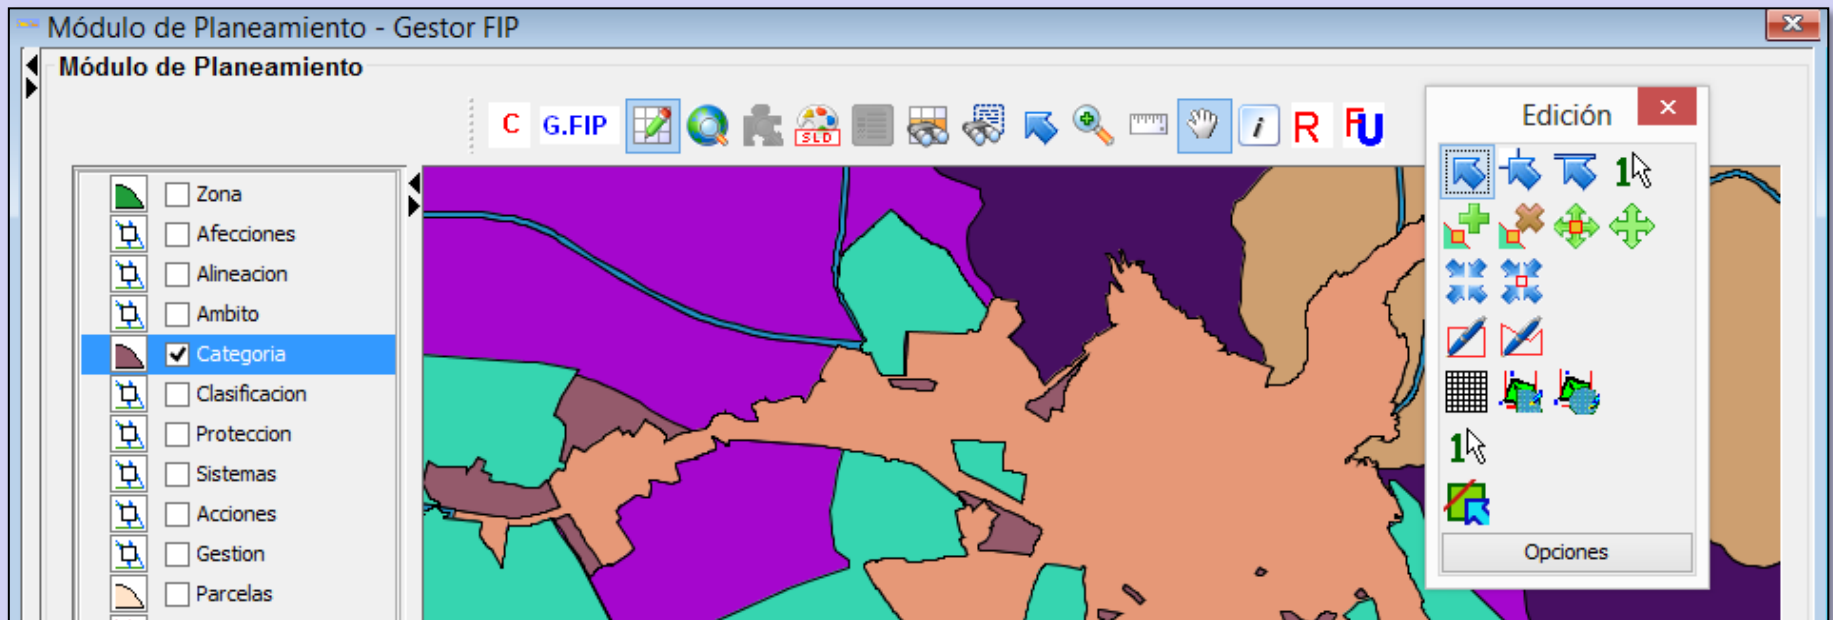 Módulo de Planeamiento - Gestor FIP
Módulo de Planeamiento
C G.FIP SLD i R FU
Edición
1
Zona
Afecciones
Alineacion
Ambito
Categoria
Clasificacion
Proteccion
Sistemas
Acciones
Gestion
Parcelas
1
Opciones